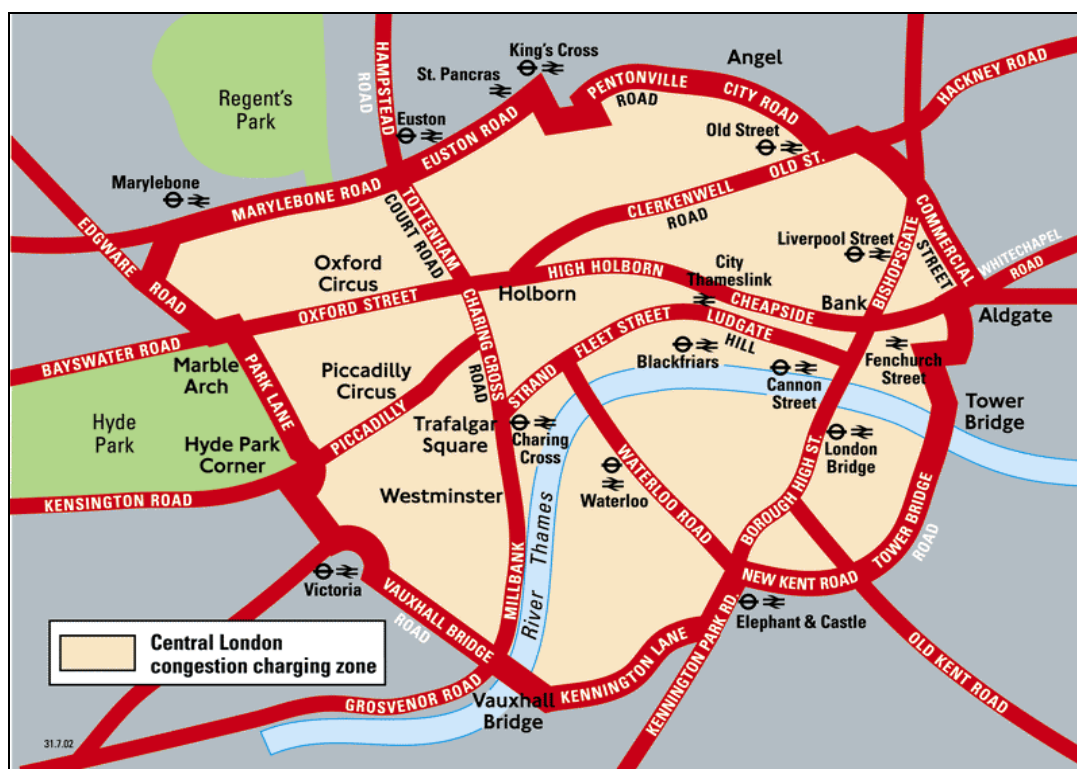 King's Cross
St. Pancras
Angel
HAMPSTEAD
ROAD
Regent's
Park
Euston
EUSTON ROAD
PENTONVILLE
ROAD
CITY ROAD
HACKNEY ROAD
Old Street
OLD ST.
Marylebone
MARYLEBONE ROAD
TOTTENHAM
COURT ROAD
CLERKENWELL
ROAD
COMMERCIAL
STREET
EDGWARE
ROAD
Oxford
Circus
OXFORD STREET
Holborn
HIGH HOLBORN
City
Thameslink
CHEAPSIDE
Liverpool Street
BISHOPSGATE
Bank
WHITECHAPEL
ROAD
Aldgate
BAYSWATER ROAD
Marble
Arch
PARK LANE
Piccadilly
Circus
PICCADILLY
CHARING CROSS
ROAD
STRAND
FLEET STREET
LUDGATE
HILL
Blackfriars
Cannon
Street
Fenchurch
Street
Tower
Bridge
Hyde
Park
Hyde Park
Corner
Trafalgar
Square
Charing
Cross
London
Bridge
KENSINGTON ROAD
Westminster
Waterloo
WATERLOO ROAD
BOROUGH HIGH ST.
TOWER BRIDGE
ROAD
River Thames
MILLBANK
Victoria
VAUXHALL BRIDGE
ROAD
NEW KENT ROAD
Elephant & Castle
KENNINGTON PARK RD.
OLD KENT ROAD
KENNINGTON LANE
GROSVENOR ROAD
Vauxhall
Bridge
Central London
congestion charging zone
31.7.02